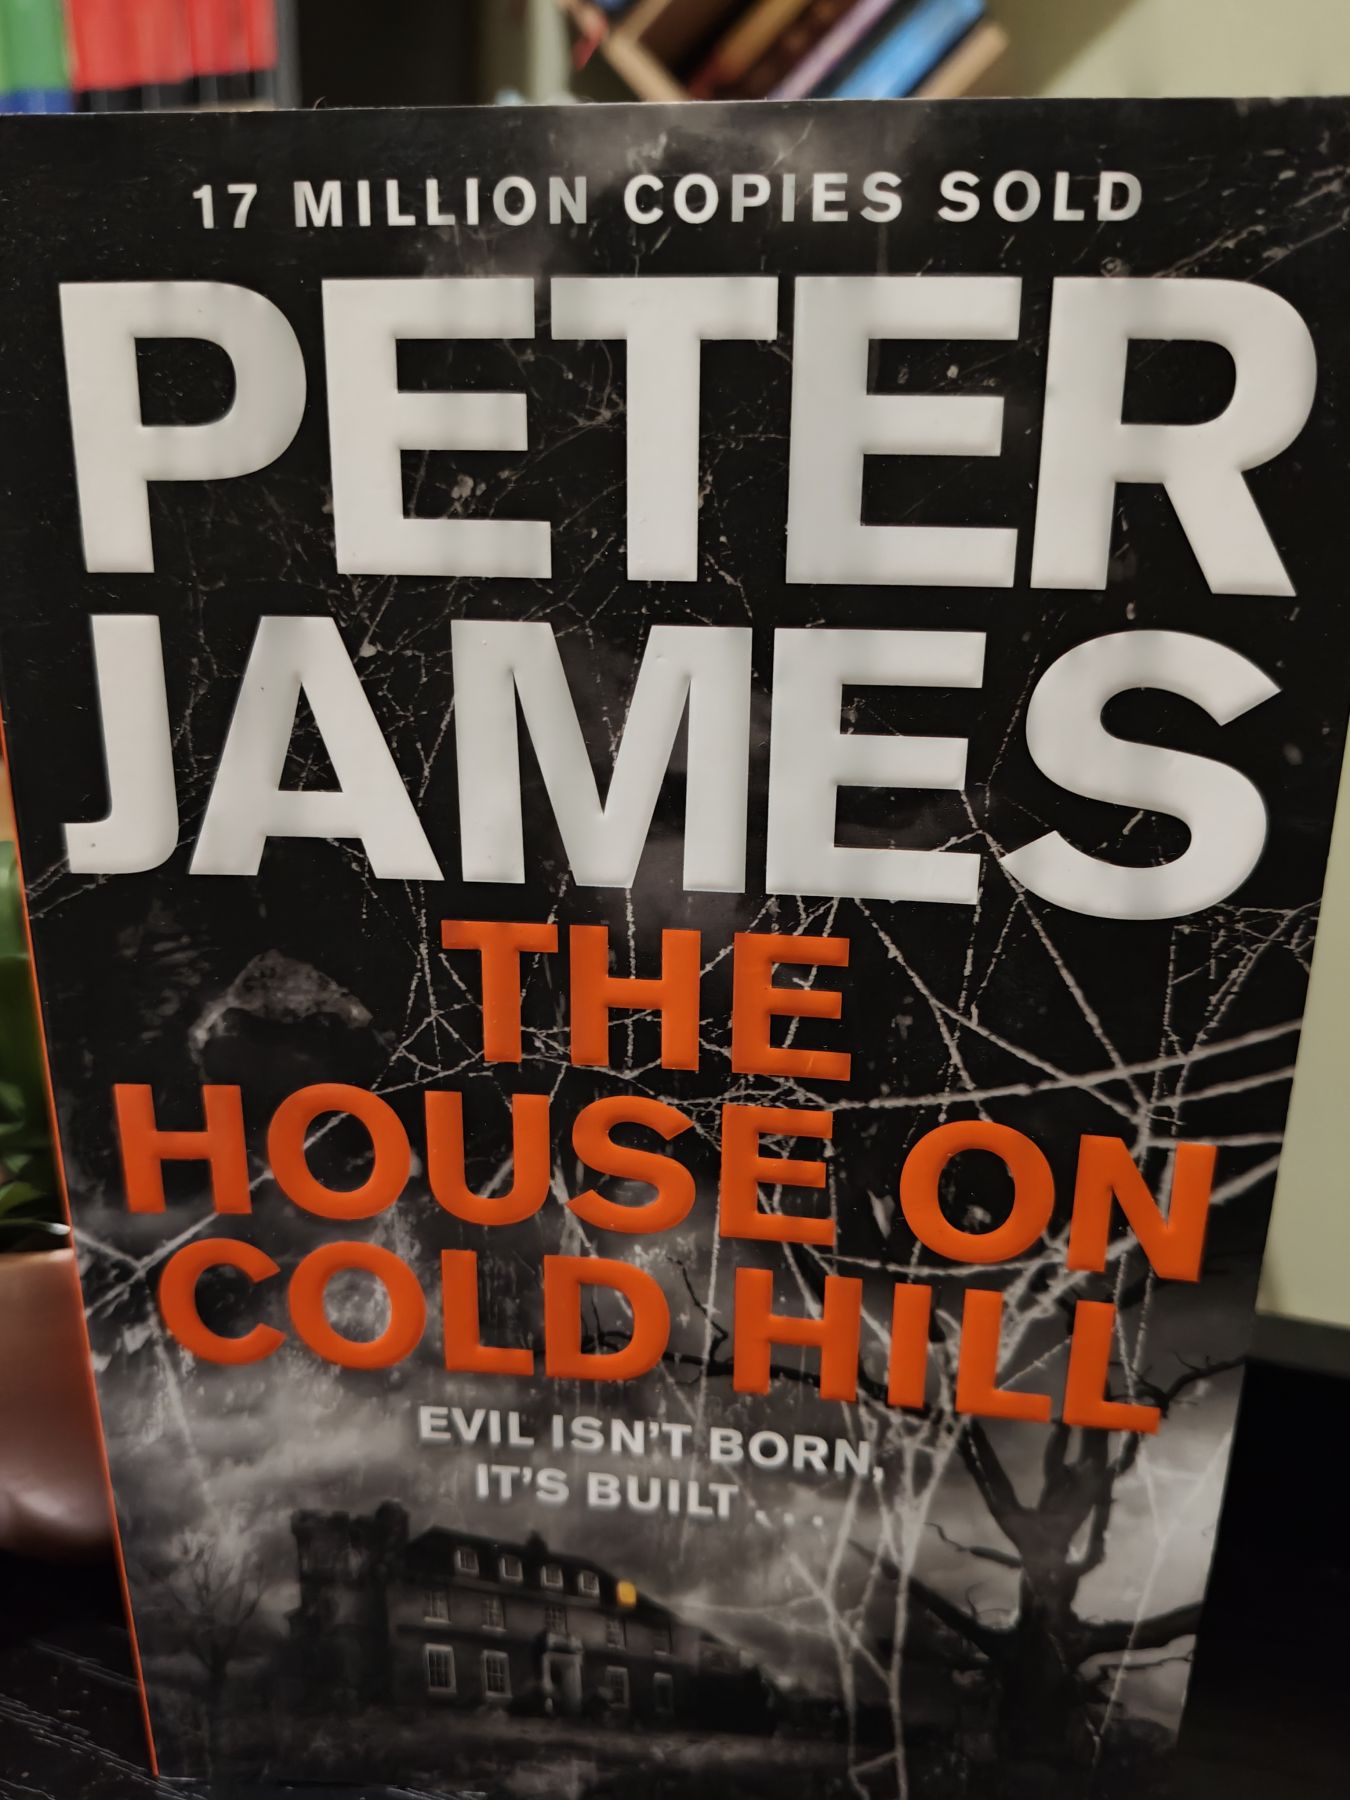 17 MILLION COPIES SOLD
PETER
JAMES
THE
HOUSE ON
COLD HILL
EVIL ISN'T BORN,
IT'S BUILT . . .